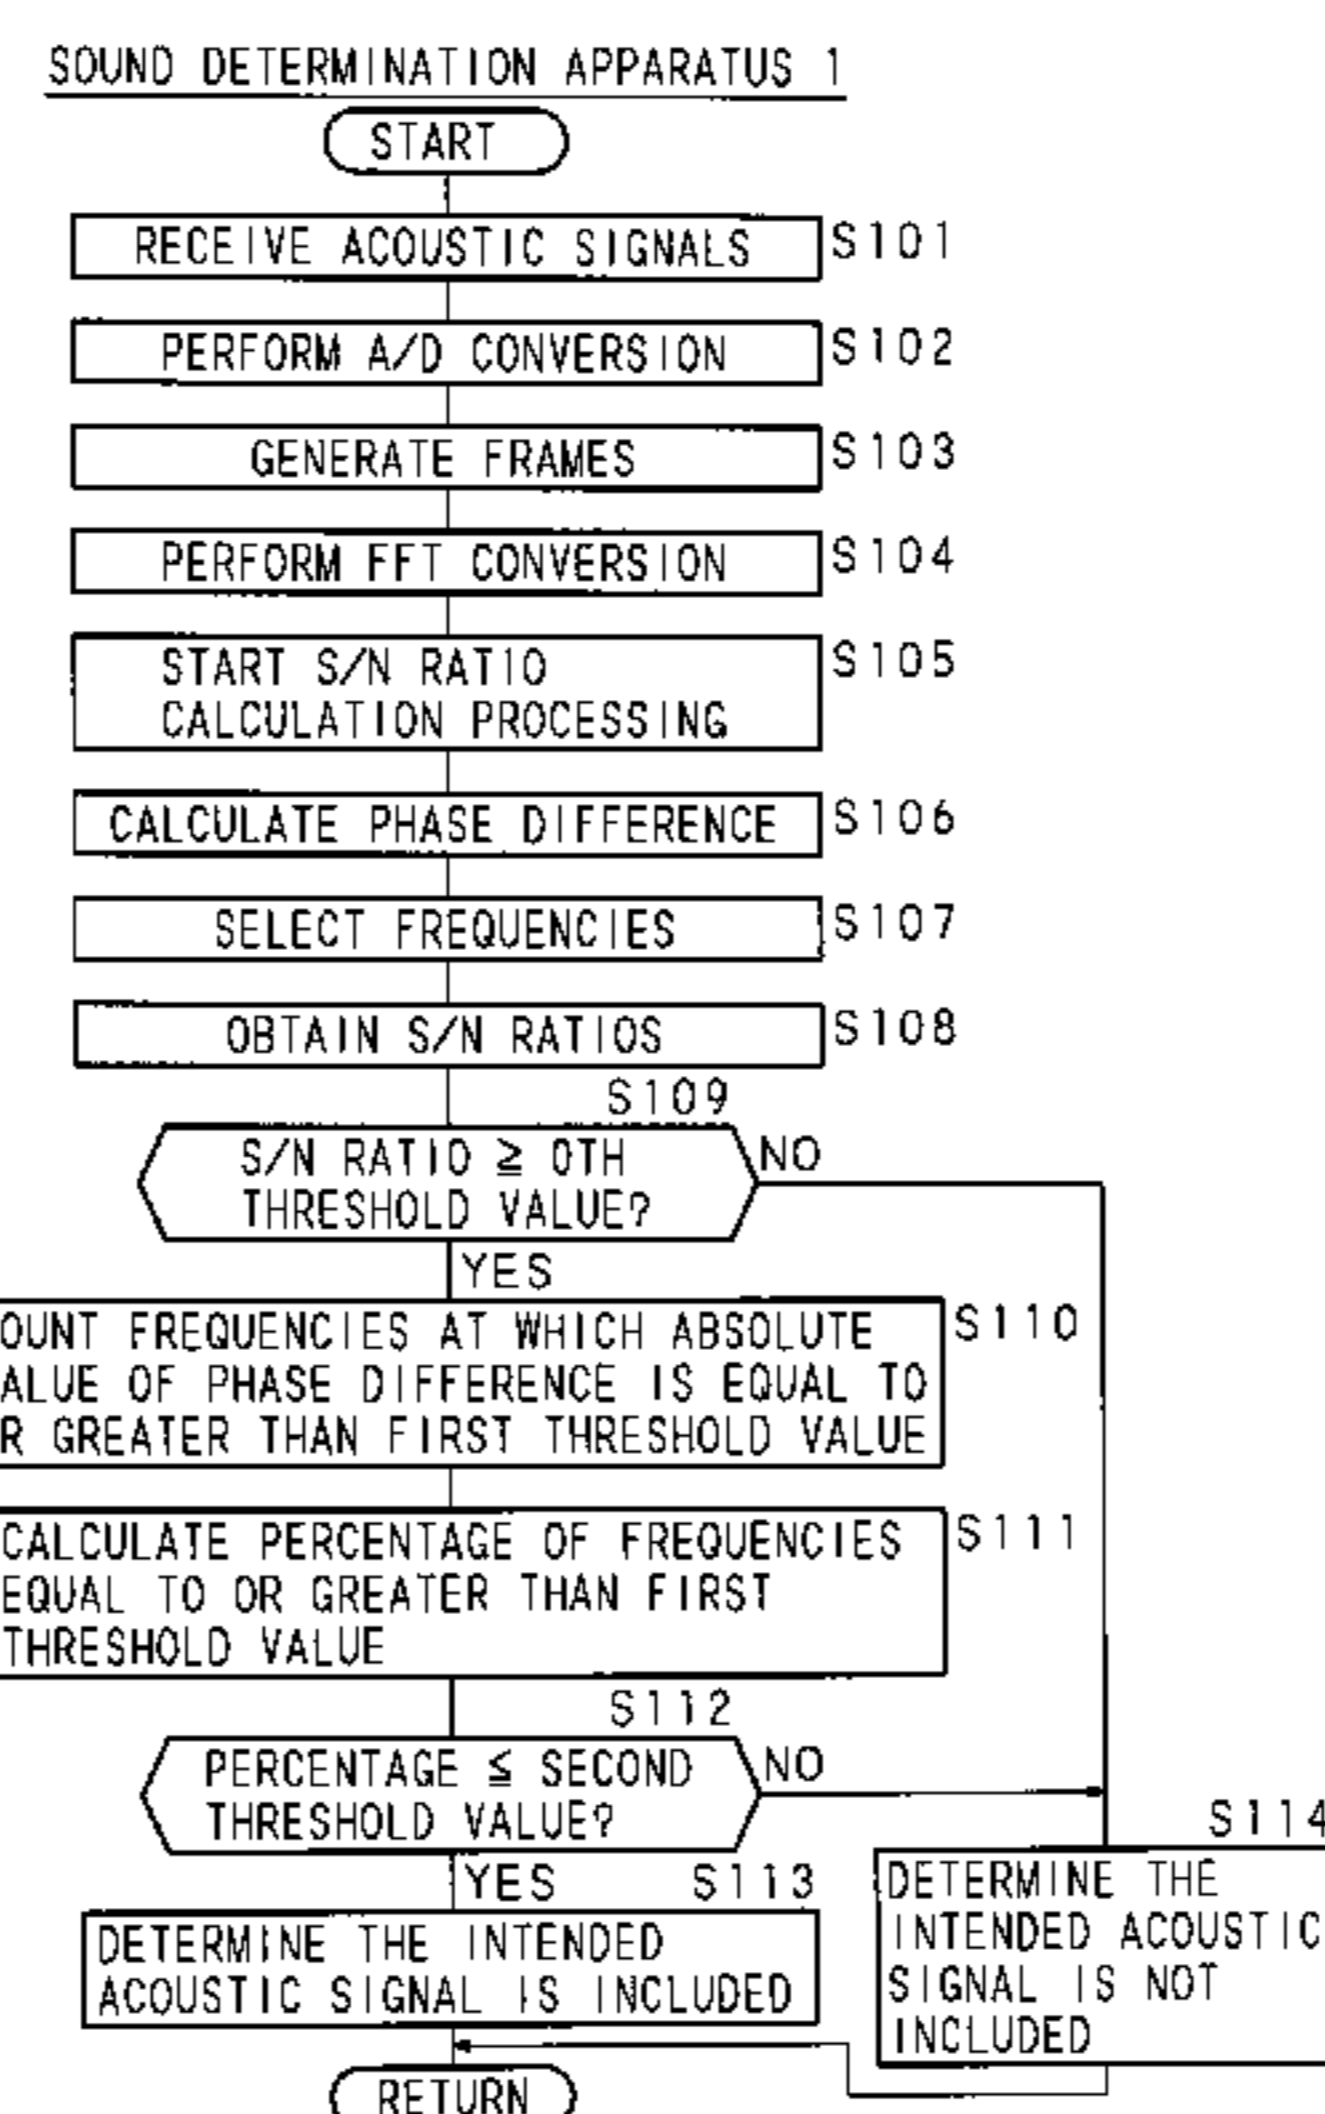 SOUND DETERMINATION APPARATUS 1
START
RECEIVE ACOUSTIC SIGNALS S101
PERFORM A/D CONVERSION S102
GENERATE FRAMES S103
PERFORM FFT CONVERSION S104
START S/N RATIO S105
CALCULATION PROCESSING
CALCULATE PHASE DIFFERENCE S106
SELECT FREQUENCIES S107
OBTAIN S/N RATIOS S108
S109
S/N RATIO ≧ 0TH NO
THRESHOLD VALUE?
YES
OUNT FREQUENCIES AT WHICH ABSOLUTE S110
ALUE OF PHASE DIFFERENCE IS EQUAL TO
R GREATER THAN FIRST THRESHOLD VALUE
CALCULATE PERCENTAGE OF FREQUENCIES S111
EQUAL TO OR GREATER THAN FIRST
THRESHOLD VALUE
S112
PERCENTAGE ≦ SECOND NO
THRESHOLD VALUE?
YES S113
DETERMINE THE INTENDED
ACOUSTIC SIGNAL IS INCLUDED
S114
DETERMINE THE
INTENDED ACOUSTIC
SIGNAL IS NOT
INCLUDED
RETURN